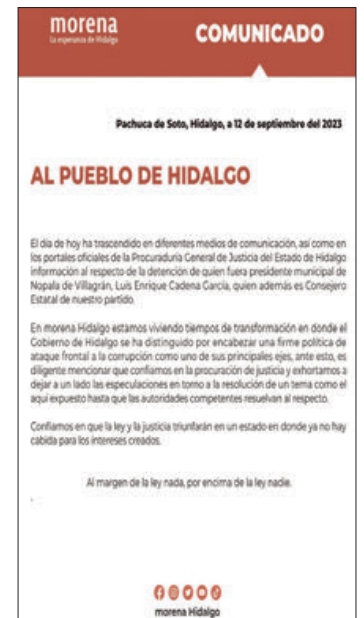 morena
La esperanza de Hidalgo
COMUNICADO
Pachuca de Soto, Hidalgo, a 12 de septiembre del 2023
AL PUEBLO DE HIDALGO
El día de hoy ha trascendido en diferentes medios de comunicación, así como en
los portales oficiales de la Procuraduría General de Justicia del Estado de Hidalgo
información al respecto de la detención de quien fuera presidente municipal de
Nopala de Villagrán, Luis Enrique Cadena García, quien además es Consejero
Estatal de nuestro partido.
En morena Hidalgo estamos viviendo tiempos de transformación en donde el
Gobierno de Hidalgo se ha distinguido por encabezar una firme política de
ataque frontal a la corrupción como uno de sus principales ejes, ante esto, es
diligente mencionar que confiamos en la procuración de justicia y exhortamos a
dejar a un lado las especulaciones en torno a la resolución de un tema como el
aquí expuesto hasta que las autoridades competentes resuelvan al respecto.
Confiamos en que la ley y la justicia triunfarán en un estado en donde ya no hay
cabida para los intereses creados.
Al margen de la ley nada, por encima de la ley nadie.
morena Hidalgo